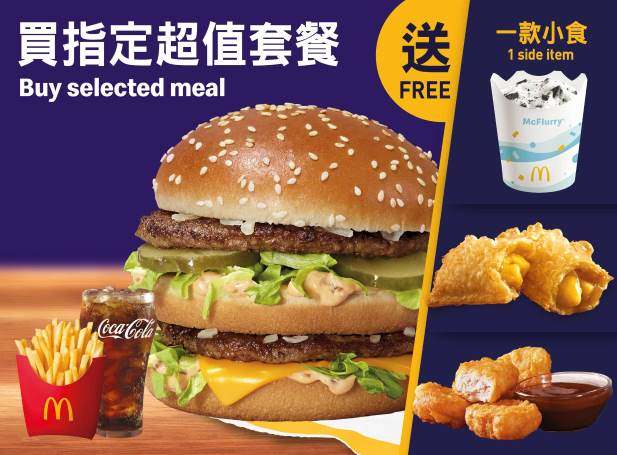 買指定超值套餐
Buy selected meal
送
FREE
一款小食
1 side item
McFlurry
Coca-Cola